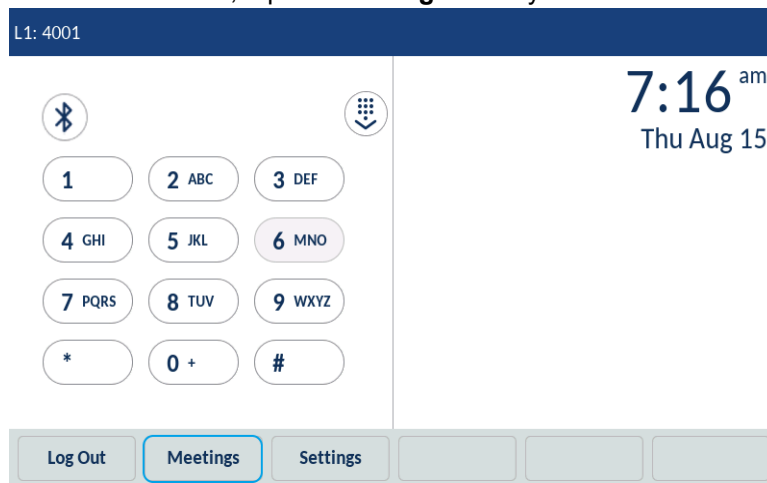 L1: 4001
7:16 am
Thu Aug 15
1
2 ABC
3 DEF
4 GHI
5 JKL
6 MNO
7 PQRS
8 TUV
9 WXYZ
*
0 +
#
Log Out
Meetings
Settings